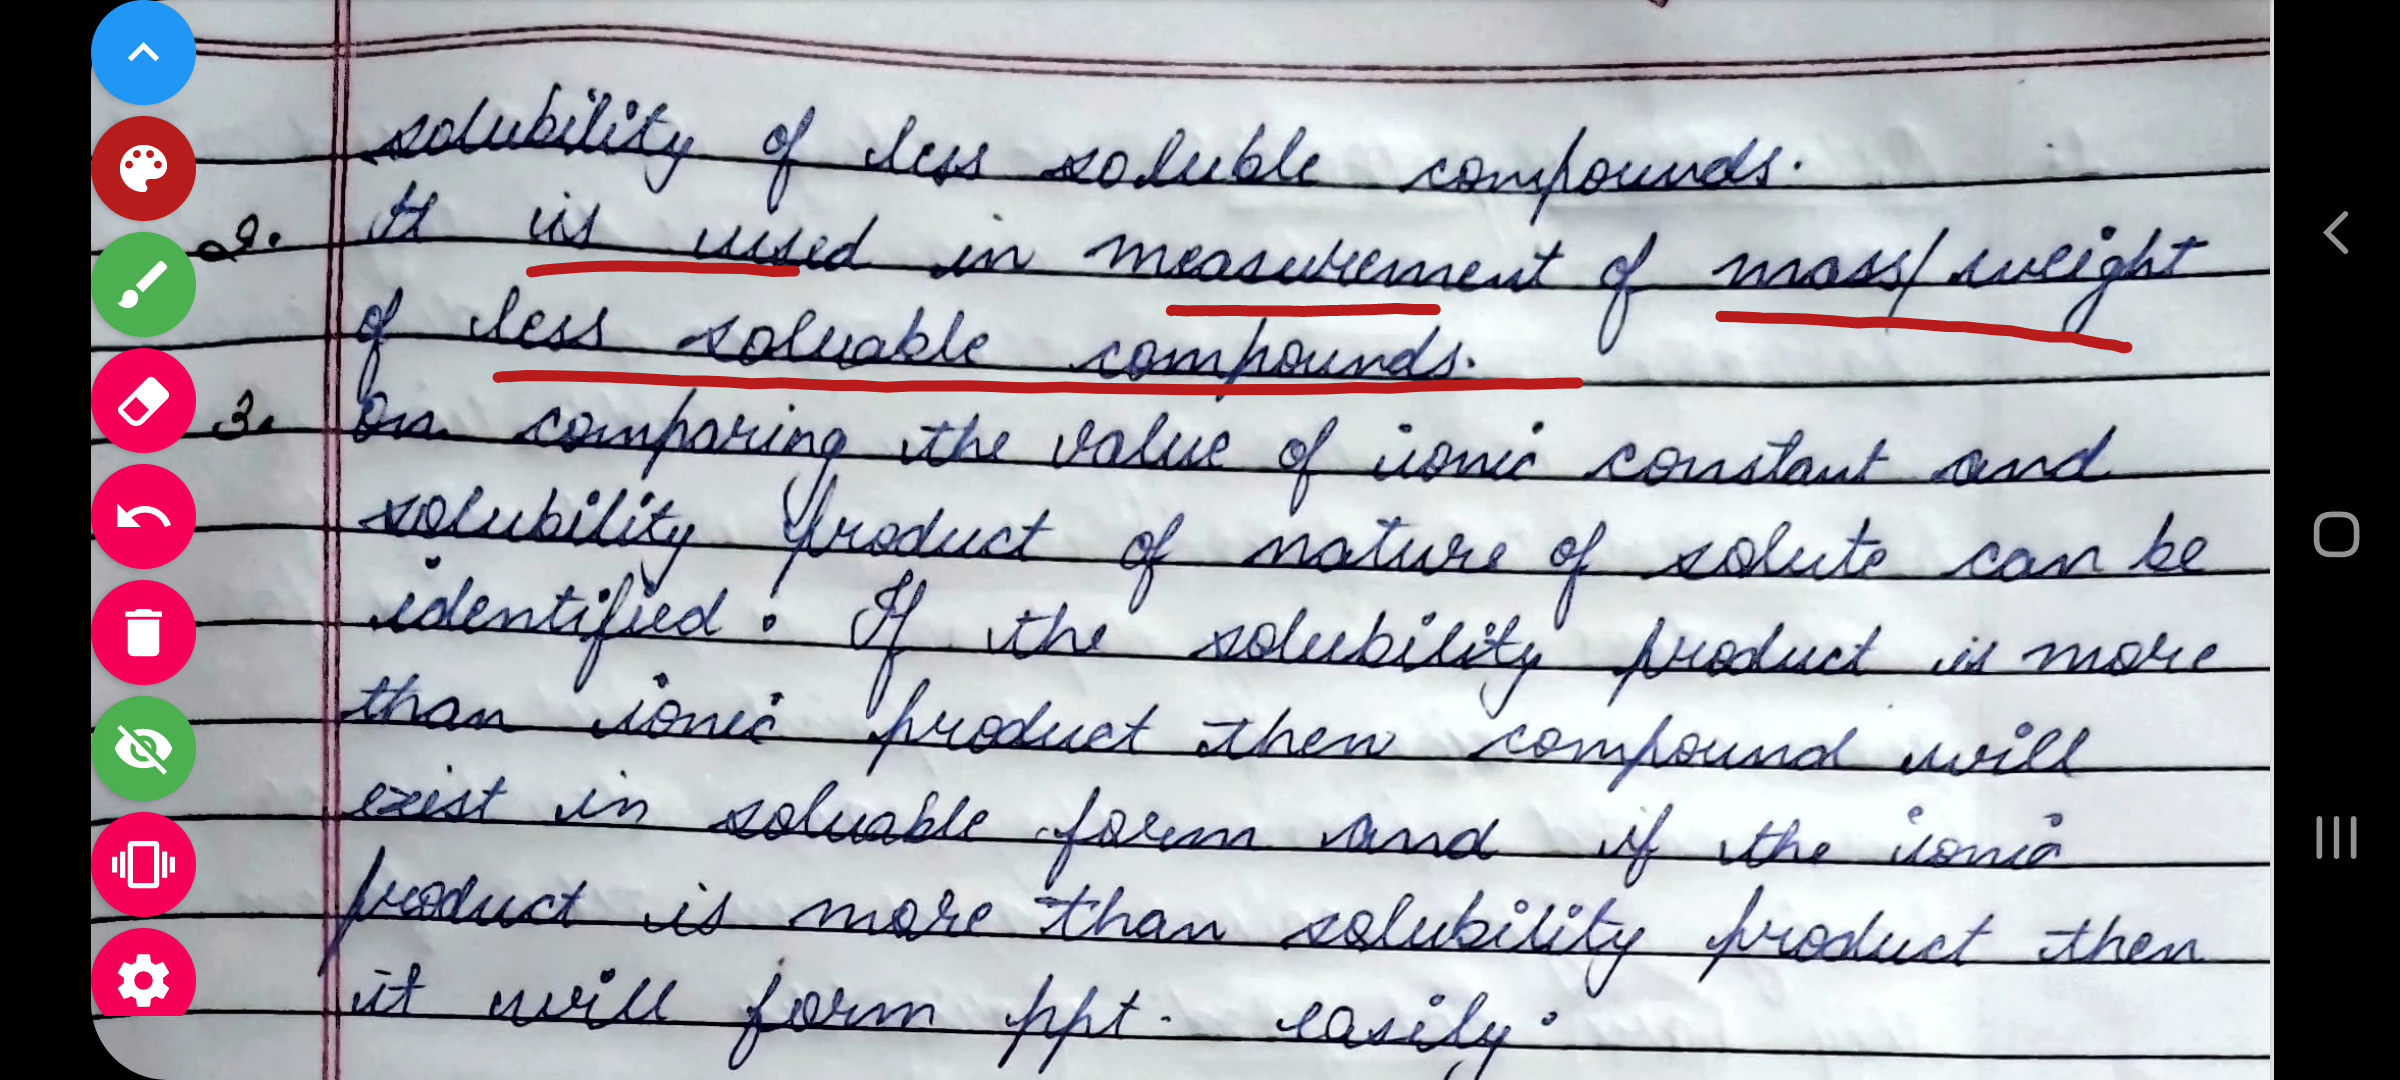 solubility of less soluble compounds.
2. It is used in measurement of mass/weight
of less soluable compounds.
3. On comparing the value of ionic constant and
solubility product of nature of solute can be
identified. If the solubility product is more
than ionic product then compound will
exist in soluable form and if the ionic
product is more than solubility product then
it will form ppt. easily.